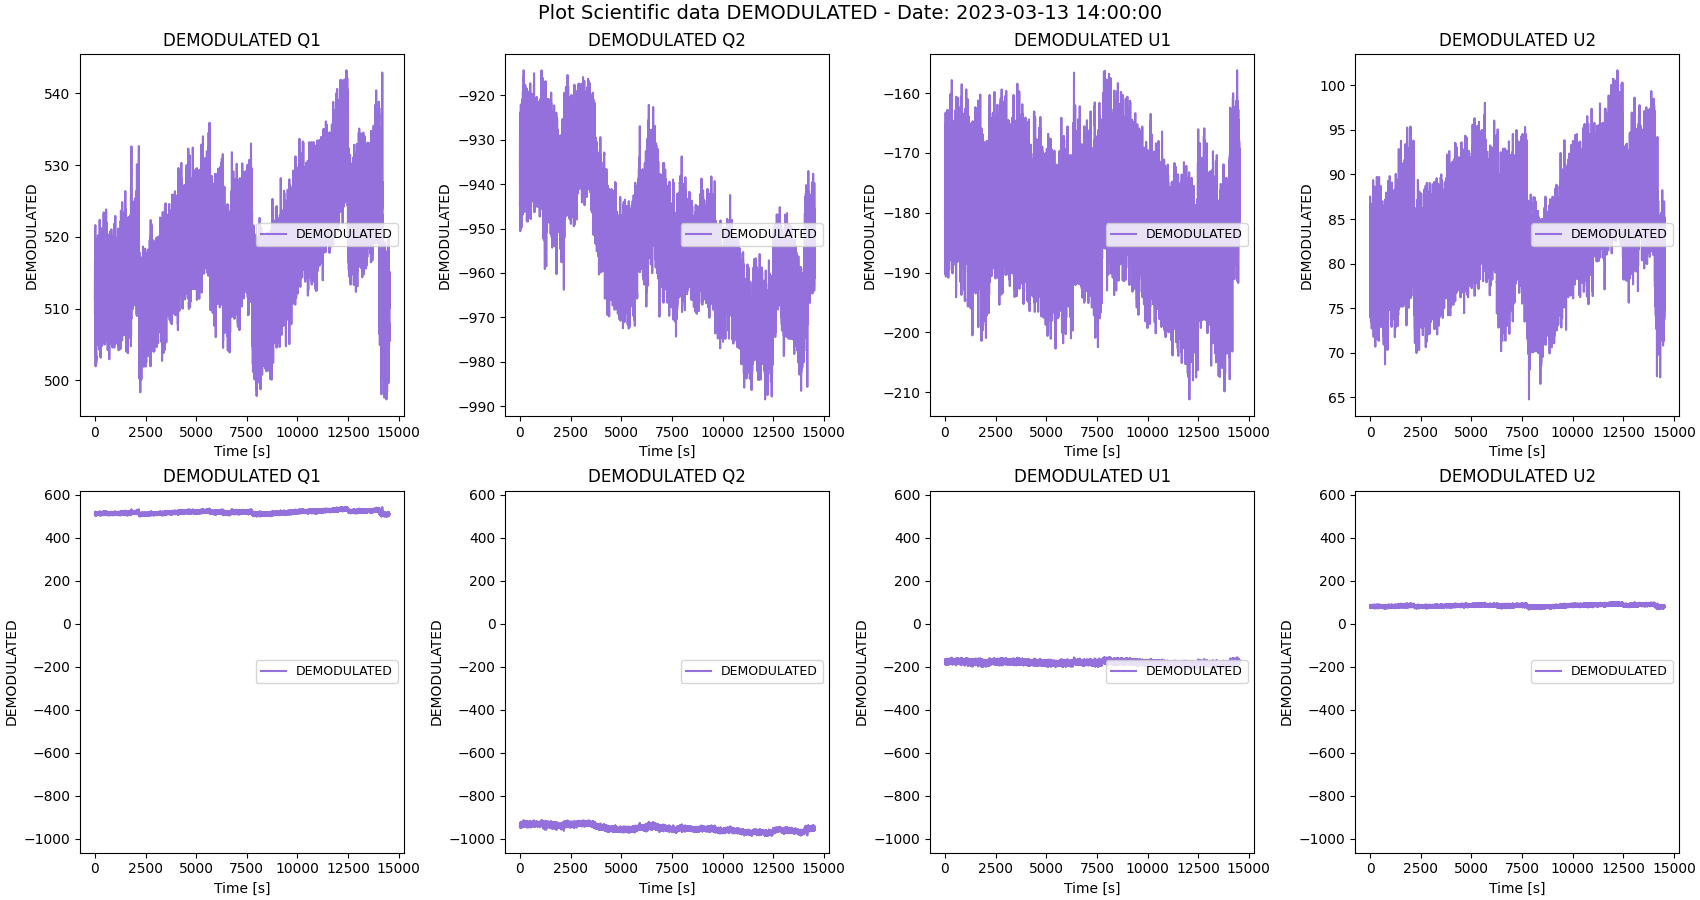 Plot Scientific data DEMODULATED - Date: 2023-03-13 14:00:00
DEMODULATED Q1
DEMODULATED
540
530
520
510
500
DEMODULATED
0 2500 5000 7500 10000 12500 15000
Time [s]
DEMODULATED Q2
DEMODULATED
−920
−930
−940
−950
−960
−970
−980
−990
DEMODULATED
0 2500 5000 7500 10000 12500 15000
Time [s]
DEMODULATED U1
DEMODULATED
−160
−170
−180
−190
−200
−210
DEMODULATED
0 2500 5000 7500 10000 12500 15000
Time [s]
DEMODULATED U2
DEMODULATED
100
95
90
85
80
75
70
65
DEMODULATED
0 2500 5000 7500 10000 12500 15000
Time [s]
DEMODULATED Q1
DEMODULATED
600
400
200
0
−200
−400
−600
−800
−1000
DEMODULATED
0 2500 5000 7500 10000 12500 15000
Time [s]
DEMODULATED Q2
DEMODULATED
600
400
200
0
−200
−400
−600
−800
−1000
DEMODULATED
0 2500 5000 7500 10000 12500 15000
Time [s]
DEMODULATED U1
DEMODULATED
600
400
200
0
−200
−400
−600
−800
−1000
DEMODULATED
0 2500 5000 7500 10000 12500 15000
Time [s]
DEMODULATED U2
DEMODULATED
600
400
200
0
−200
−400
−600
−800
−1000
DEMODULATED
0 2500 5000 7500 10000 12500 15000
Time [s]